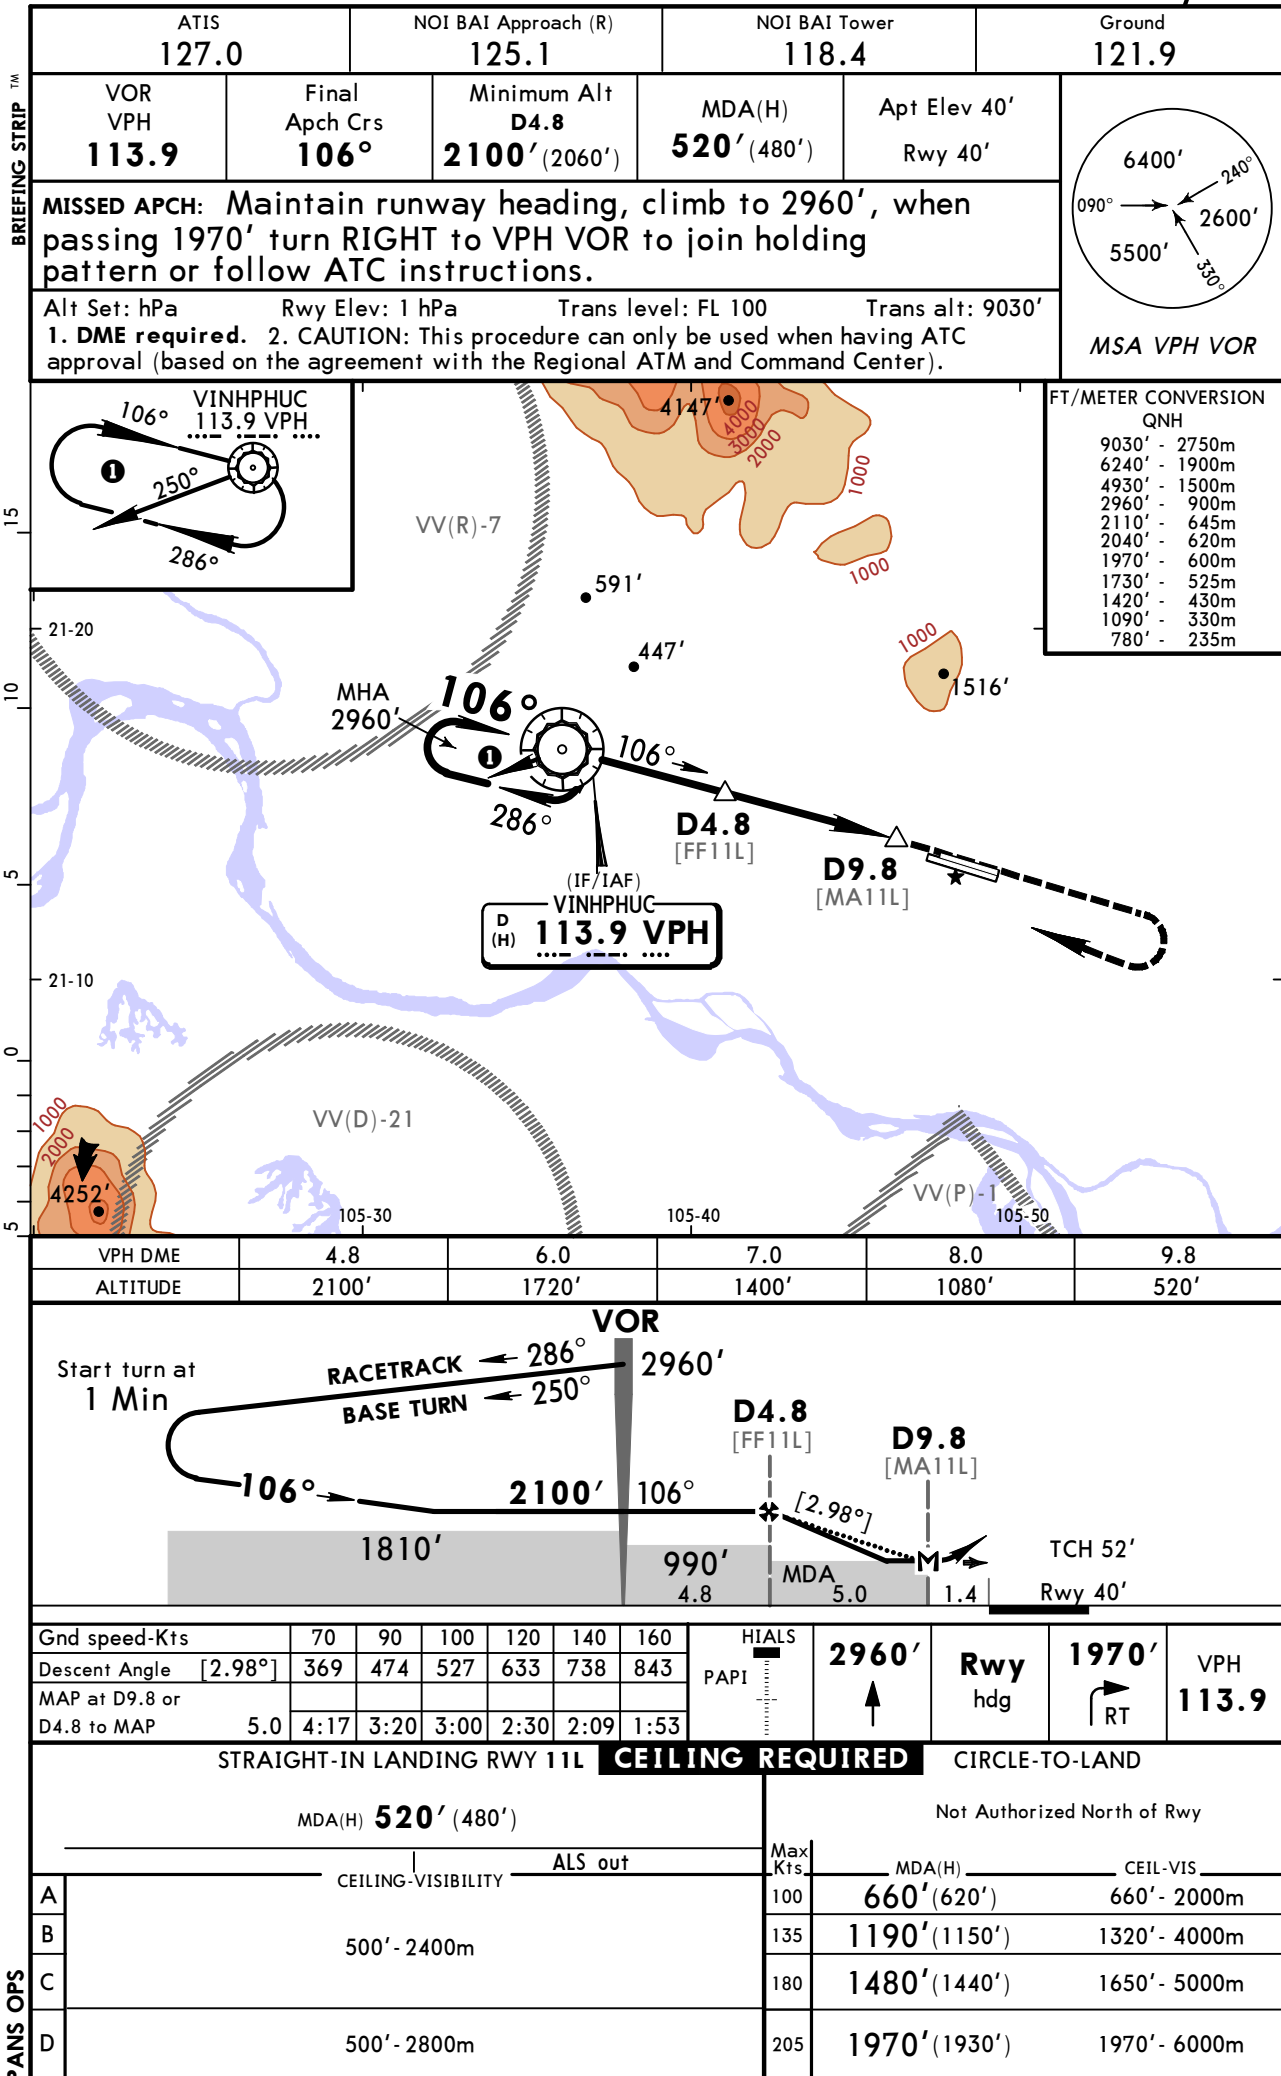 ATIS
127.0
NOI BAI Approach (R)
125.1
NOI BAI Tower
118.4
Ground
121.9
BRIEFING STRIP TM
VOR
VPH
113.9
Final
Apch Crs
106°
Minimum Alt
D4.8
2100' (2060')
MDA(H)
520' (480')
Apt Elev 40'
Rwy 40'
6400'
240°
090°
2600'
5500'
330°
MSA VPH VOR
MISSED APCH: Maintain runway heading, climb to 2960', when
passing 1970' turn RIGHT to VPH VOR to join holding
pattern or follow ATC instructions.
Alt Set: hPa Rwy Elev: 1 hPa Trans level: FL 100 Trans alt: 9030'
1. DME required. 2. CAUTION: This procedure can only be used when having ATC
approval (based on the agreement with the Regional ATM and Command Center).
VINHPHUC
113.9 VPH
106°
1
250°
286°
FT/METER CONVERSION
QNH
9030' - 2750m
6240' - 1900m
4930' - 1500m
2960' - 900m
2110' - 645m
2040' - 620m
1970' - 600m
1730' - 525m
1420' - 430m
1090' - 330m
780' - 235m
4147'
4000
3000
2000
1000
1000
VV(R)-7
15
591'
21-20
447'
1000
1516'
10
MHA
2960'
106°
1
106°
286°
D4.8
[FF11L]
D9.8
[MA11L]
5
(IF/IAF)
VINHPHUC
D
(H)
113.9 VPH
21-10
0
1000
2000
4252'
VV(D)-21
VV(P)-1
5
105-30
105-40
105-50
VPH DME 4.8 6.0 7.0 8.0 9.8
ALTITUDE 2100' 1720' 1400' 1080' 520'
VOR
Start turn at
1 Min
RACETRACK 286°
BASE TURN 250°
2960'
D4.8
[FF11L]
D9.8
[MA11L]
106°
2100'
106°
[2.98°]
1810'
990'
MDA
4.8
5.0
1.4
TCH 52'
Rwy 40'
Gnd speed-Kts 70 90 100 120 140 160
Descent Angle [2.98°] 369 474 527 633 738 843
MAP at D9.8 or
D4.8 to MAP 5.0 4:17 3:20 3:00 2:30 2:09 1:53
HIALS
PAPI
2960'
Rwy
hdg
1970'
RT
VPH
113.9
STRAIGHT-IN LANDING RWY 11L
CEILING REQUIRED
CIRCLE-TO-LAND
MDA(H) 520' (480')
ALS out
CEILING-VISIBILITY
Not Authorized North of Rwy
Max
Kts
MDA(H)
CEIL-VIS
A
100 660' (620') 660' - 2000m
B
135 1190' (1150') 1320' - 4000m
500' - 2400m
C
180 1480' (1440') 1650' - 5000m
D
500' - 2800m
205 1970' (1930') 1970' - 6000m
PANS OPS